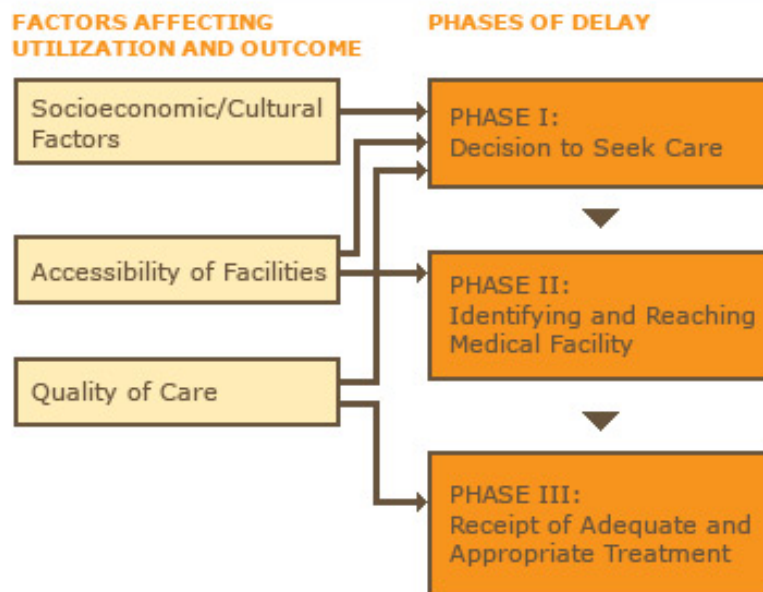 FACTORS AFFECTING
UTILIZATION AND OUTCOME
PHASES OF DELAY
Socioeconomic/Cultural
Factors
Accessibility of Facilities
Quality of Care
PHASE I:
Decision to Seek Care
PHASE II:
Identifying and Reaching
Medical Facility
PHASE III:
Receipt of Adequate and
Appropriate Treatment